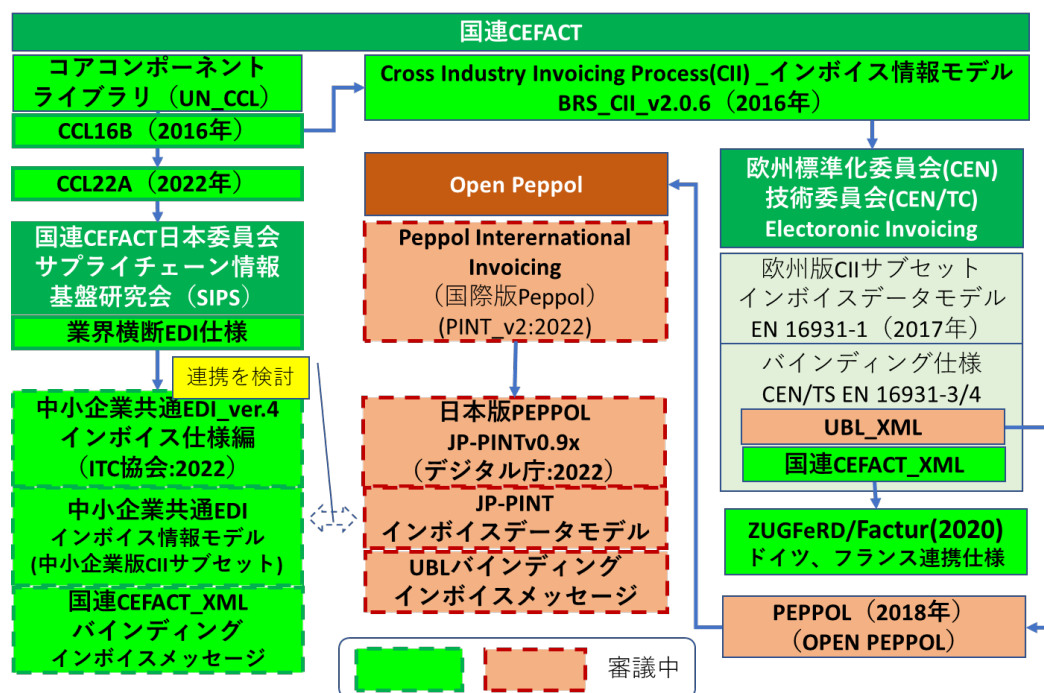 国連CEFACT
コアコンポーネント
ライブラリ（UN_CCL）
CCL16B（2016年）
CCL22A（2022年）
国連CEFACT日本委員会
サプライチェーン情報
基盤研究会（SIPS）
業界横断EDI仕様
連携を検討
中小企業共通EDI_ver.4
インボイス仕様編
（ITC協会:2022）
中小企業共通EDI
インボイス情報モデル
(中小企業版CIIサブセット)
国連CEFACT_XML
バインディング
インボイスメッセージ
Cross Industry Invoicing Process(CII) _インボイス情報モデル
BRS_CII_v2.0.6（2016年）
Open Peppol
Peppol Interernational
Invoicing
（国際版Peppol）
(PINT_v2:2022)
日本版PEPPOL
JP-PINTv0.9x
（デジタル庁:2022）
JP-PINT
インボイスデータモデル
UBLバインディング
インボイスメッセージ
欧州標準化委員会(CEN)
技術委員会(CEN/TC)
Electoronic Invoicing
欧州版CIIサブセット
インボイスデータモデル
EN 16931-1（2017年）
バインディング仕様
CEN/TS EN 16931-3/4
UBL_XML
国連CEFACT_XML
ZUGFeRD/Factur(2020)
ドイツ、フランス連携仕様
PEPPOL（2018年）
（OPEN PEPPOL）
審議中